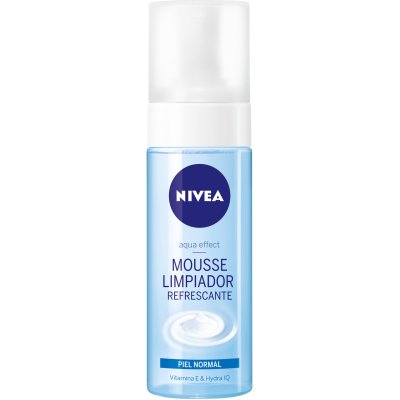 NIVEA
aqua effect
MOUSSE
LIMPIADOR
REFRESCANTE
PIEL NORMAL
Vitamina E & Hydra IQ